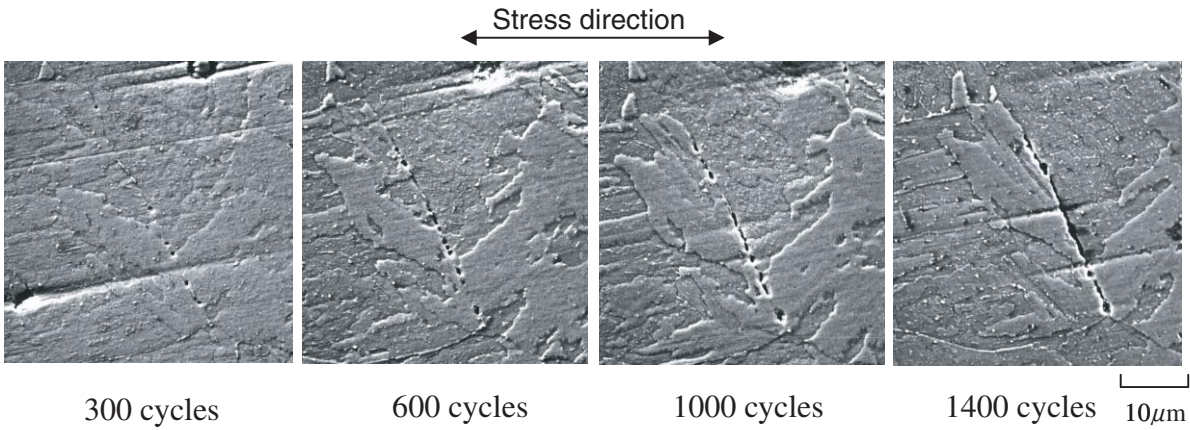 Stress direction
300 cycles
600 cycles
1000 cycles
1400 cycles
10μm